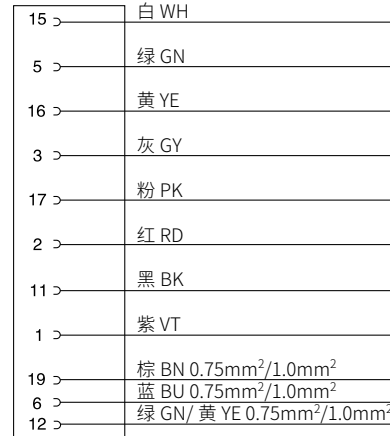 15 白 WH
5 绿 GN
16 黄 YE
3 灰 GY
17 粉 PK
2 红 RD
11 黑 BK
1 紫 VT
19 棕 BN 0.75mm²/1.0mm²
6 蓝 BU 0.75mm²/1.0mm²
12 绿 GN/ 黄 YE 0.75mm²/1.0mm²